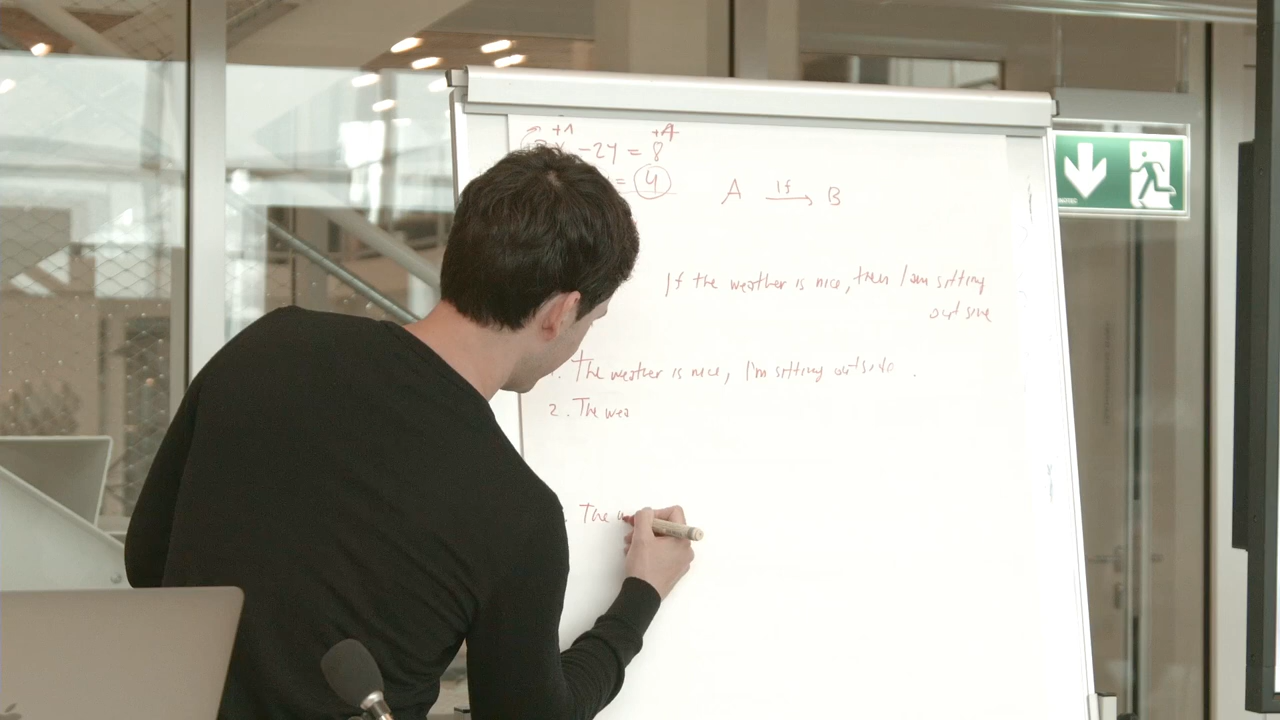 +1 +4
-2y = 8
= 4
A If B
If the weather is nice, then I am sitting
outside
1. The weather is nice, I'm sitting outside.
2. The wea
The w